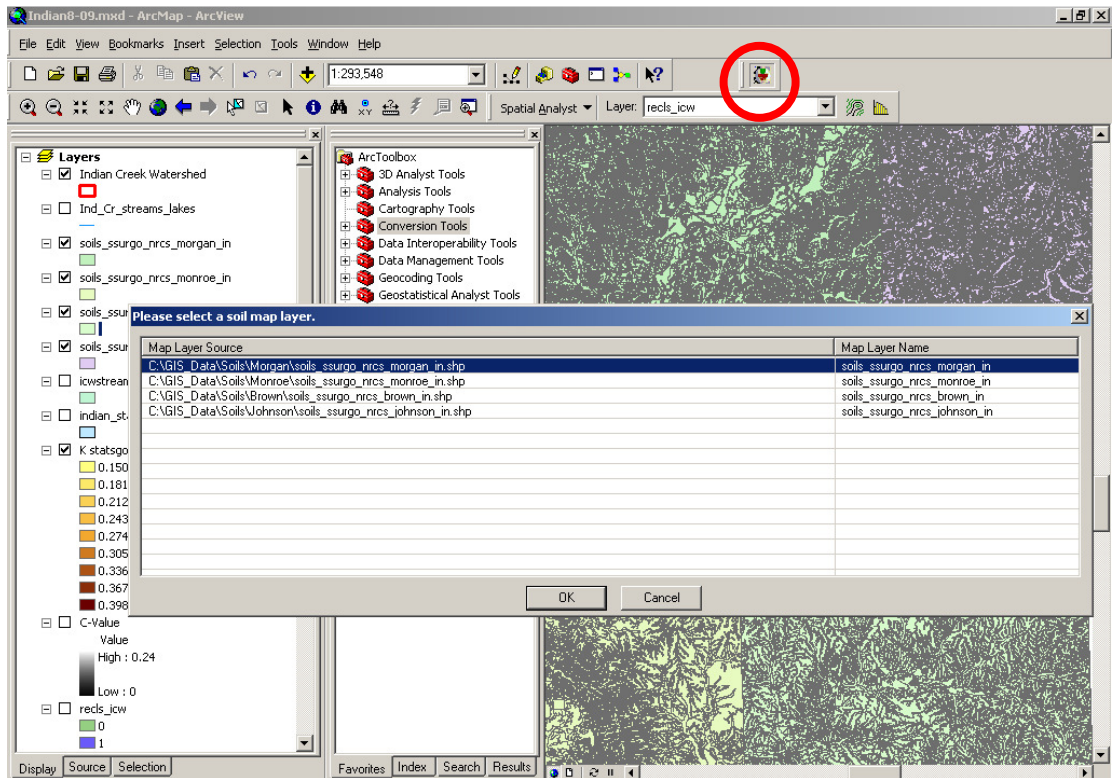 Indian8-09.mxd - ArcMap - ArcView
File Edit View Bookmarks Insert Selection Tools Window Help
1:293,548
Spatial Analyst Layer: recls_icw
Layers
Indian Creek Watershed
Ind_Cr_streams_lakes
soils_ssurgo_nrcs_morgan_in
soils_ssurgo_nrcs_monroe_in
soils_ssur
soils_ssur
icwstrean
indian_st
K statsgo
0.150
0.181
0.212
0.243
0.274
0.305
0.336
0.367
0.398
C-Value
Value
High : 0.24
Low : 0
recls_icw
0
1
Display Source Selection
ArcToolbox
3D Analyst Tools
Analysis Tools
Cartography Tools
Conversion Tools
Data Interoperability Tools
Data Management Tools
Geocoding Tools
Geostatistical Analyst Tools
Favorites Index Search Results
Please select a soil map layer.
Map Layer Source Map Layer Name
C:\GIS_Data\Soils\Morgan\soils_ssurgo_nrcs_morgan_in.shp soils_ssurgo_nrcs_morgan_in
C:\GIS_Data\Soils\Monroe\soils_ssurgo_nrcs_monroe_in.shp soils_ssurgo_nrcs_monroe_in
C:\GIS_Data\Soils\Brown\soils_ssurgo_nrcs_brown_in.shp soils_ssurgo_nrcs_brown_in
C:\GIS_Data\Soils\Johnson\soils_ssurgo_nrcs_johnson_in.shp soils_ssurgo_nrcs_johnson_in
OK Cancel